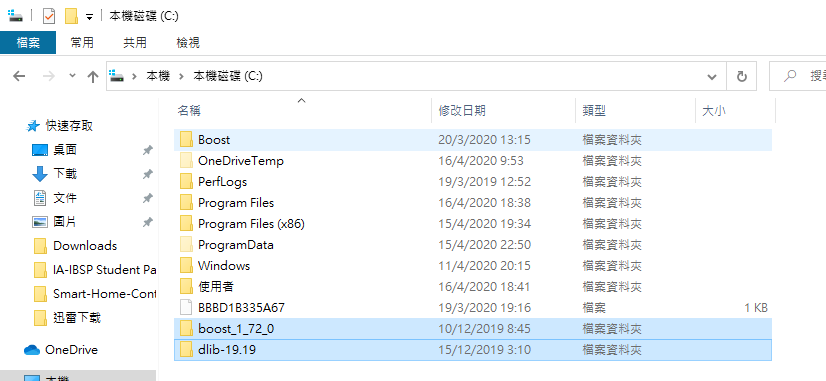 本機磁碟 (C:)
檔案 常用 共用 檢視
本機 本機磁碟 (C:)
名稱 修改日期 類型 大小
快速存取
桌面
下載
文件
圖片
Downloads
IA-IBSP Student Pa
Smart-Home-Cont
迅雷下載
OneDrive
本機
Boost 20/3/2020 13:15 檔案資料夾
OneDriveTemp 16/4/2020 9:53 檔案資料夾
PerfLogs 19/3/2019 12:52 檔案資料夾
Program Files 16/4/2020 18:38 檔案資料夾
Program Files (x86) 15/4/2020 19:34 檔案資料夾
ProgramData 15/4/2020 22:50 檔案資料夾
Windows 11/4/2020 20:15 檔案資料夾
使用者 16/4/2020 18:41 檔案資料夾
BBBD1B335A67 19/3/2020 19:16 檔案 1 KB
boost_1_72_0 10/12/2019 8:45 檔案資料夾
dlib-19.19 15/12/2019 3:10 檔案資料夾